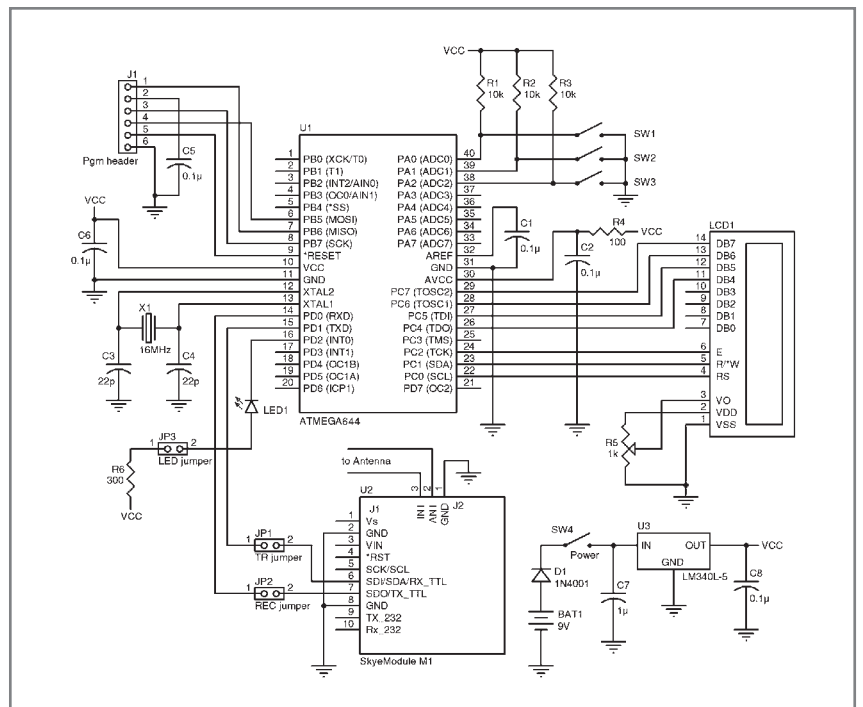 VCC
J1
1
2
3
4
5
6
Pgm header
C5
0.1µ
VCC
C6
0.1µ
R1
10k
R2
10k
R3
10k
SW1
SW2
SW3
U1
1 PB0 (XCK/T0) PA0 (ADC0) 40
2 PB1 (T1) PA1 (ADC1) 39
3 PB2 (INT2/AIN0) PA2 (ADC2) 38
4 PB3 (OC0/AIN1) PA3 (ADC3) 37
5 PB4 (*SS) PA4 (ADC4) 36
6 PB5 (MOSI) PA5 (ADC5) 35
7 PB6 (MISO) PA6 (ADC6) 34
8 PB7 (SCK) PA7 (ADC7) 33
9 *RESET AREF 32
10 VCC GND 31
11 GND AVCC 30
12 XTAL2 PC7 (TOSC2) 29
13 XTAL1 PC6 (TOSC1) 28
14 PD0 (RXD) PC5 (TDI) 27
15 PD1 (TXD) PC4 (TDO) 26
16 PD2 (INT0) PC3 (TMS) 25
17 PD3 (INT1) PC2 (TCK) 24
18 PD4 (OC1B) PC1 (SDA) 23
19 PD5 (OC1A) PC0 (SCL) 22
20 PD6 (ICP1) PD7 (OC2) 21
ATMEGA644
C1
0.1µ
R4
100
VCC
C2
0.1µ
LCD1
14 DB7
13 DB6
12 DB5
11 DB4
10 DB3
9 DB2
8 DB1
7 DB0
6 E
5 R/*W
4 RS
3 VO
2 VDD
1 VSS
R5
1k
X1
16MHz
C3
22p
C4
22p
LED1
JP3
1 2
LED jumper
R6
300
VCC
to Antenna
U2
3 2 1
IN I
AN I
GND
J2
J1
1 Vs
2 GND
3 VIN
4 *RST
5 SCK/SCL
6 SDI/SDA/RX_TTL
7 SDO/TX_TTL
8 GND
9 TX_232
10 Rx_232
SkyeModule M1
JP1
1 2
TR jumper
JP2
1 2
REC jumper
SW4
Power
D1
1N4001
BAT1
9V
C7
1µ
U3
IN OUT
GND
LM340L-5
VCC
C8
0.1µ